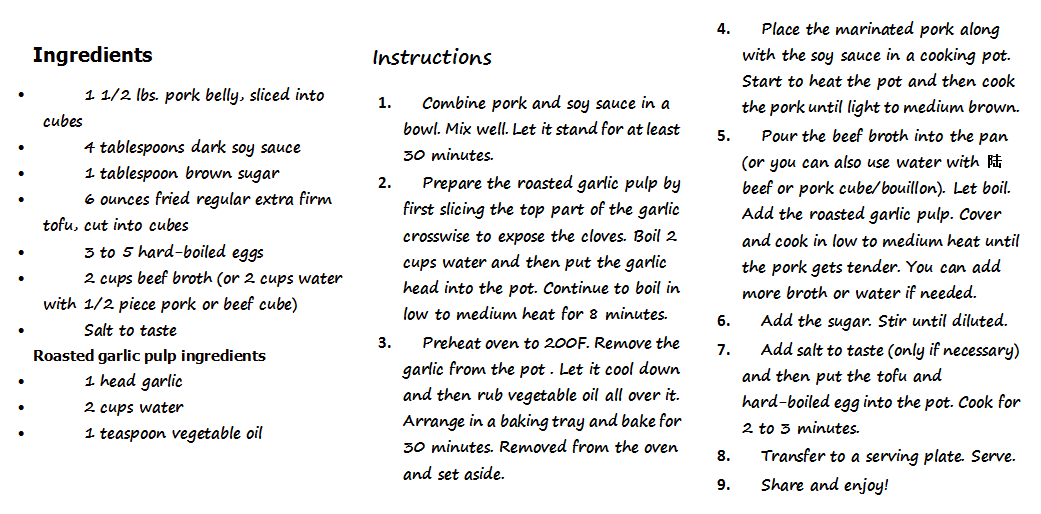 Ingredients
• 1 1/2 lbs. pork belly, sliced into
cubes
• 4 tablespoons dark soy sauce
• 1 tablespoon brown sugar
• 6 ounces fried regular extra firm
tofu, cut into cubes
• 3 to 5 hard-boiled eggs
• 2 cups beef broth (or 2 cups water
with 1/2 piece pork or beef cube)
• Salt to taste
Roasted garlic pulp ingredients
• 1 head garlic
• 2 cups water
• 1 teaspoon vegetable oil
Instructions
1. Combine pork and soy sauce in a
bowl. Mix well. Let it stand for at least
30 minutes.
2. Prepare the roasted garlic pulp by
first slicing the top part of the garlic
crosswise to expose the cloves. Boil 2
cups water and then put the garlic
head into the pot. Continue to boil in
low to medium heat for 8 minutes.
3. Preheat oven to 200F. Remove the
garlic from the pot . Let it cool down
and then rub vegetable oil all over it.
Arrange in a baking tray and bake for
30 minutes. Removed from the oven
and set aside.
4. Place the marinated pork along
with the soy sauce in a cooking pot.
Start to heat the pot and then cook
the pork until light to medium brown.
5. Pour the beef broth into the pan
(or you can also use water with 陆
beef or pork cube/bouillon). Let boil.
Add the roasted garlic pulp. Cover
and cook in low to medium heat until
the pork gets tender. You can add
more broth or water if needed.
6. Add the sugar. Stir until diluted.
7. Add salt to taste (only if necessary)
and then put the tofu and
hard-boiled egg into the pot. Cook for
2 to 3 minutes.
8. Transfer to a serving plate. Serve.
9. Share and enjoy!